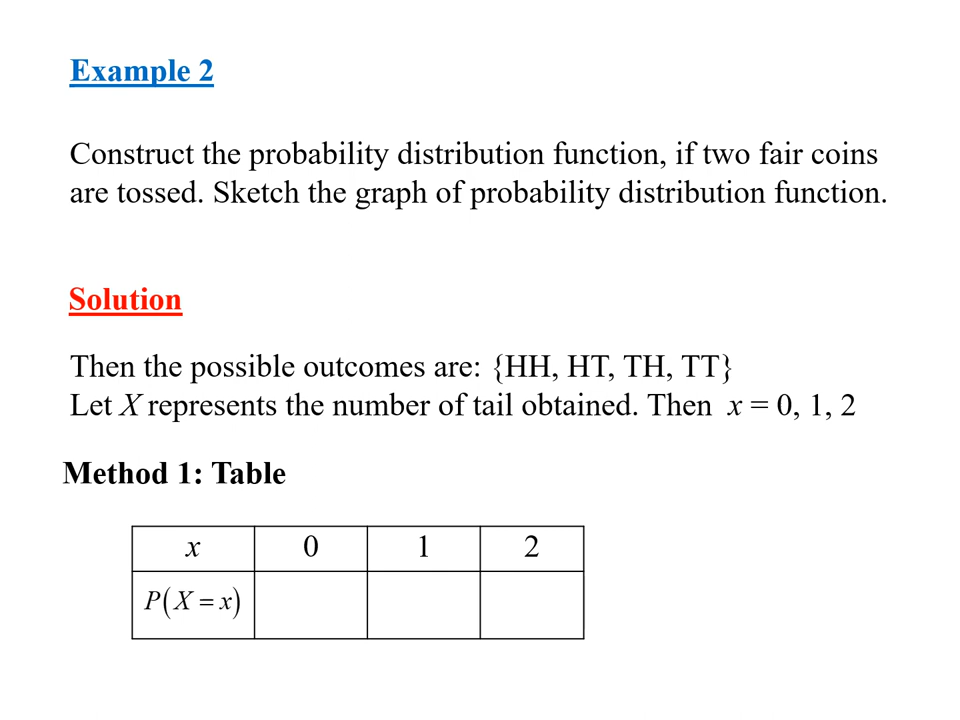 Example 2
Construct the probability distribution function, if two fair coins
are tossed. Sketch the graph of probability distribution function.
Solution
Then the possible outcomes are: {HH, HT, TH, TT}
Let X represents the number of tail obtained. Then x = 0, 1, 2
Method 1: Table
x 0 1 2
P(X = x)